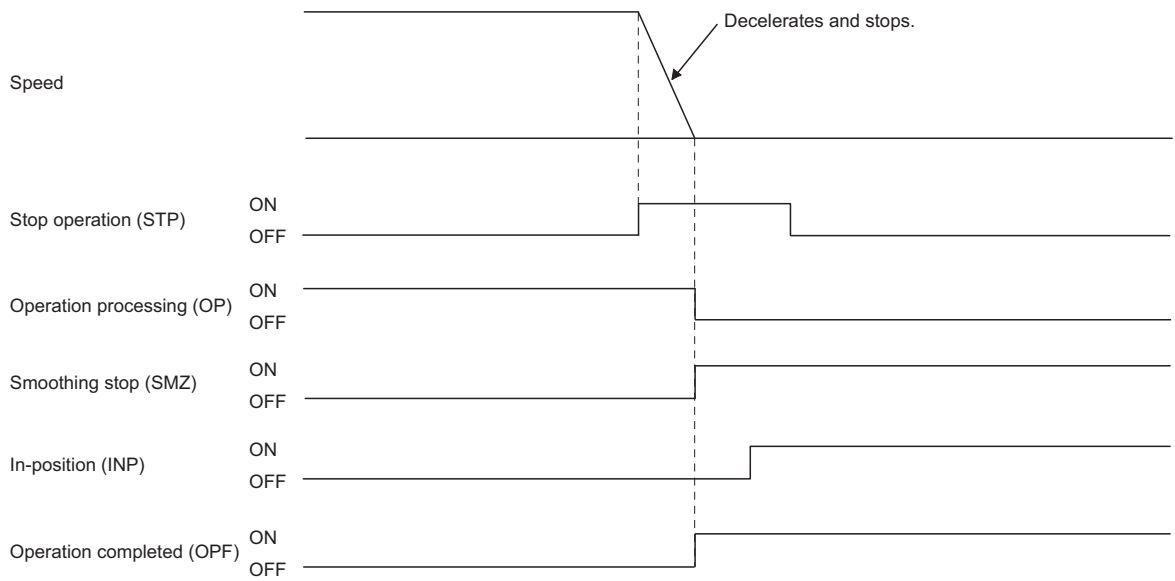 Decelerates and stops.
Speed
Stop operation (STP)
ON
OFF
Operation processing (OP)
ON
OFF
Smoothing stop (SMZ)
ON
OFF
In-position (INP)
ON
OFF
Operation completed (OPF)
ON
OFF